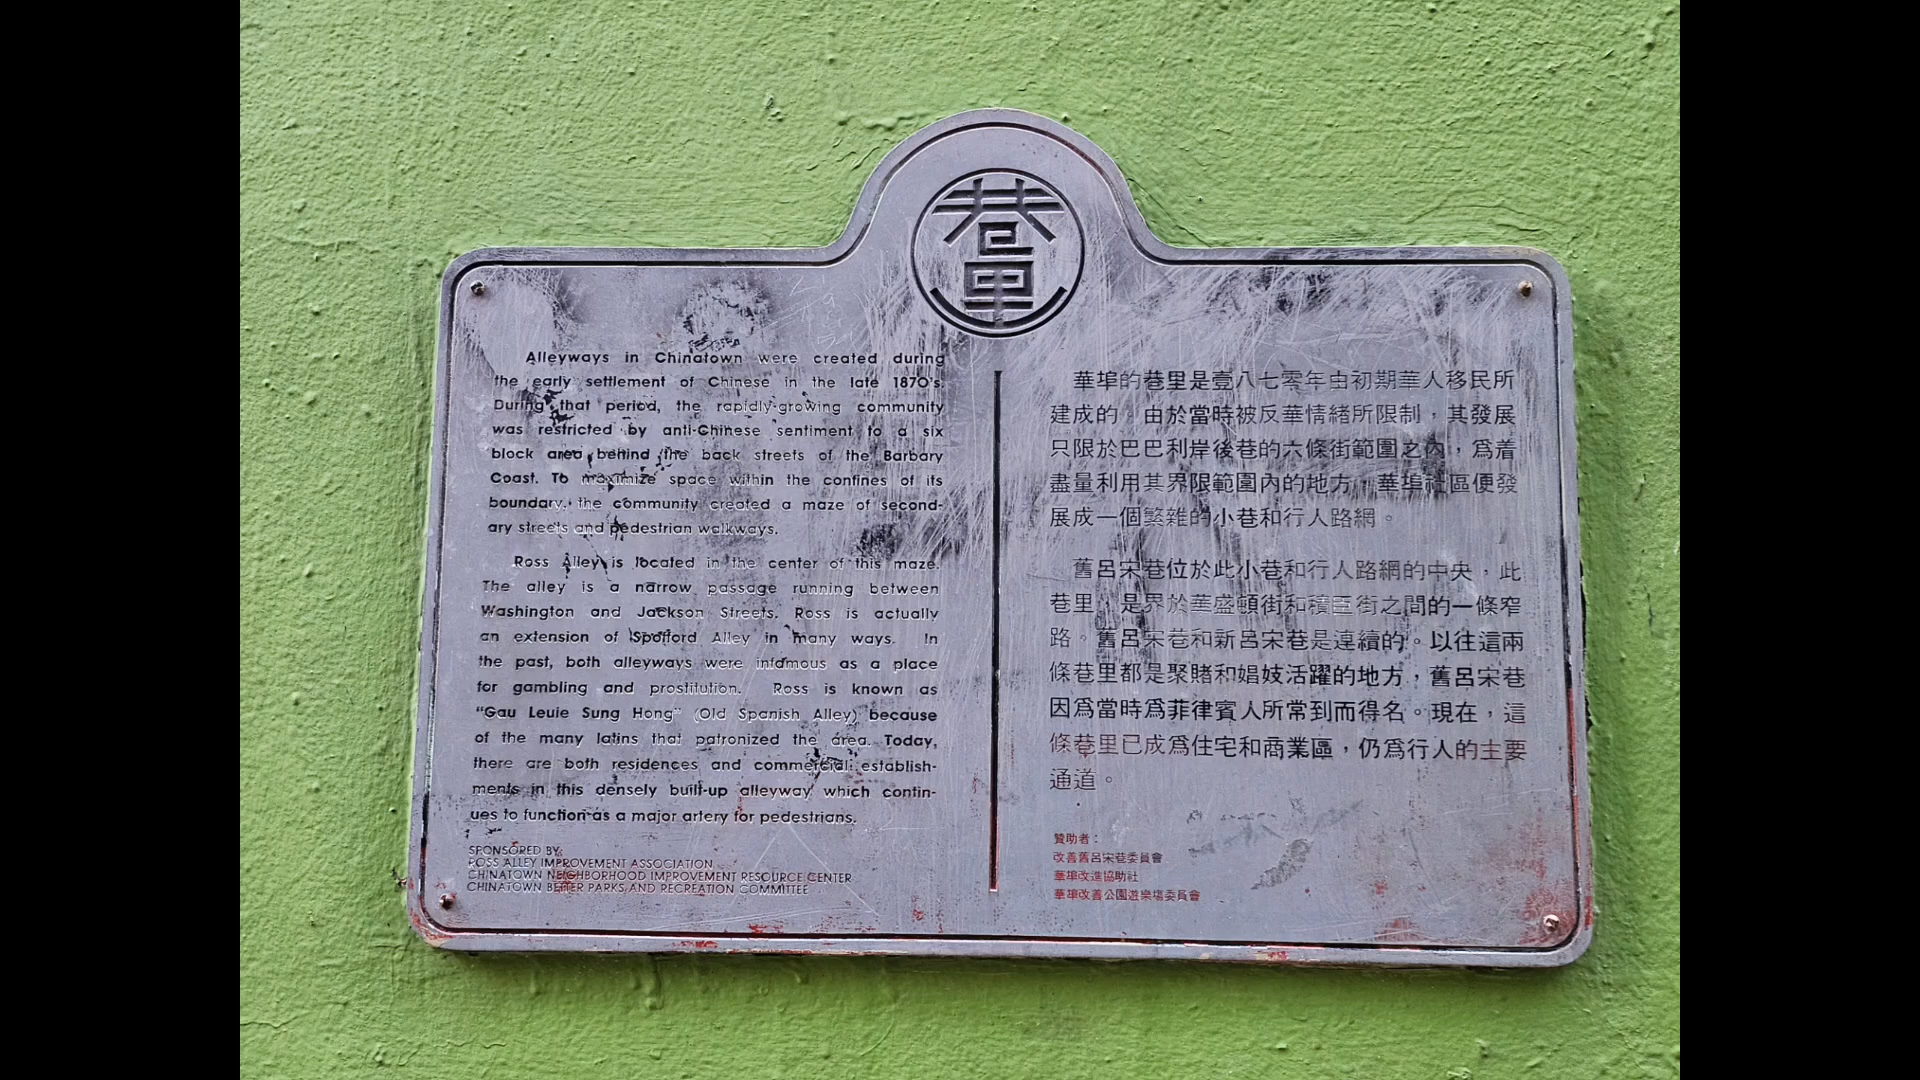 巷里
Alleyways in Chinatown were created during
the early settlement of Chinese in the late 1870's.
During that period, the rapidly-growing community
was restricted by anti-Chinese sentiment to a six
block area behind the back streets of the Barbary
Coast. To maximize space within the confines of its
boundary, the community created a maze of second-
ary streets and pedestrian walkways.
Ross Alley is located in the center of this maze.
The alley is a narrow passage running between
Washington and Jackson Streets. Ross is actually
an extension of Spofford Alley in many ways. In
the past, both alleyways were infamous as a place
for gambling and prostitution. Ross is known as
"Gau Leuie Sung Hong" (Old Spanish Alley) because
of the many latins that patronized the area. Today,
there are both residences and commercial establish-
ments in this densely built-up alleyway which contin-
ues to function as a major artery for pedestrians.
SPONSORED BY:
ROSS ALLEY IMPROVEMENT ASSOCIATION
CHINATOWN NEIGHBORHOOD IMPROVEMENT RESOURCE CENTER
CHINATOWN BETTER PARKS AND RECREATION COMMITTEE
華埠的巷里是壹八七零年由初期華人移民所
建成的。由於當時被反華情緒所限制，其發展
只限於巴巴利岸後巷的六條街範圍之內，爲着
盡量利用其界限範圍內的地方，華埠社區便發
展成一個繁雜的小巷和行人路網。
舊呂宋巷位於此小巷和行人路網的中央，此
巷里，是界於華盛頓街和積臣街之間的一條窄
路。舊呂宋巷和新呂宋巷是連續的。以往這兩
條巷里都是聚賭和娼妓活躍的地方，舊呂宋巷
因爲當時爲菲律賓人所常到而得名。現在，這
條巷里已成爲住宅和商業區，仍爲行人的主要
通道。
贊助者：
改善舊呂宋巷委員會
華埠改進協助社
華埠改善公園遊樂場委員會